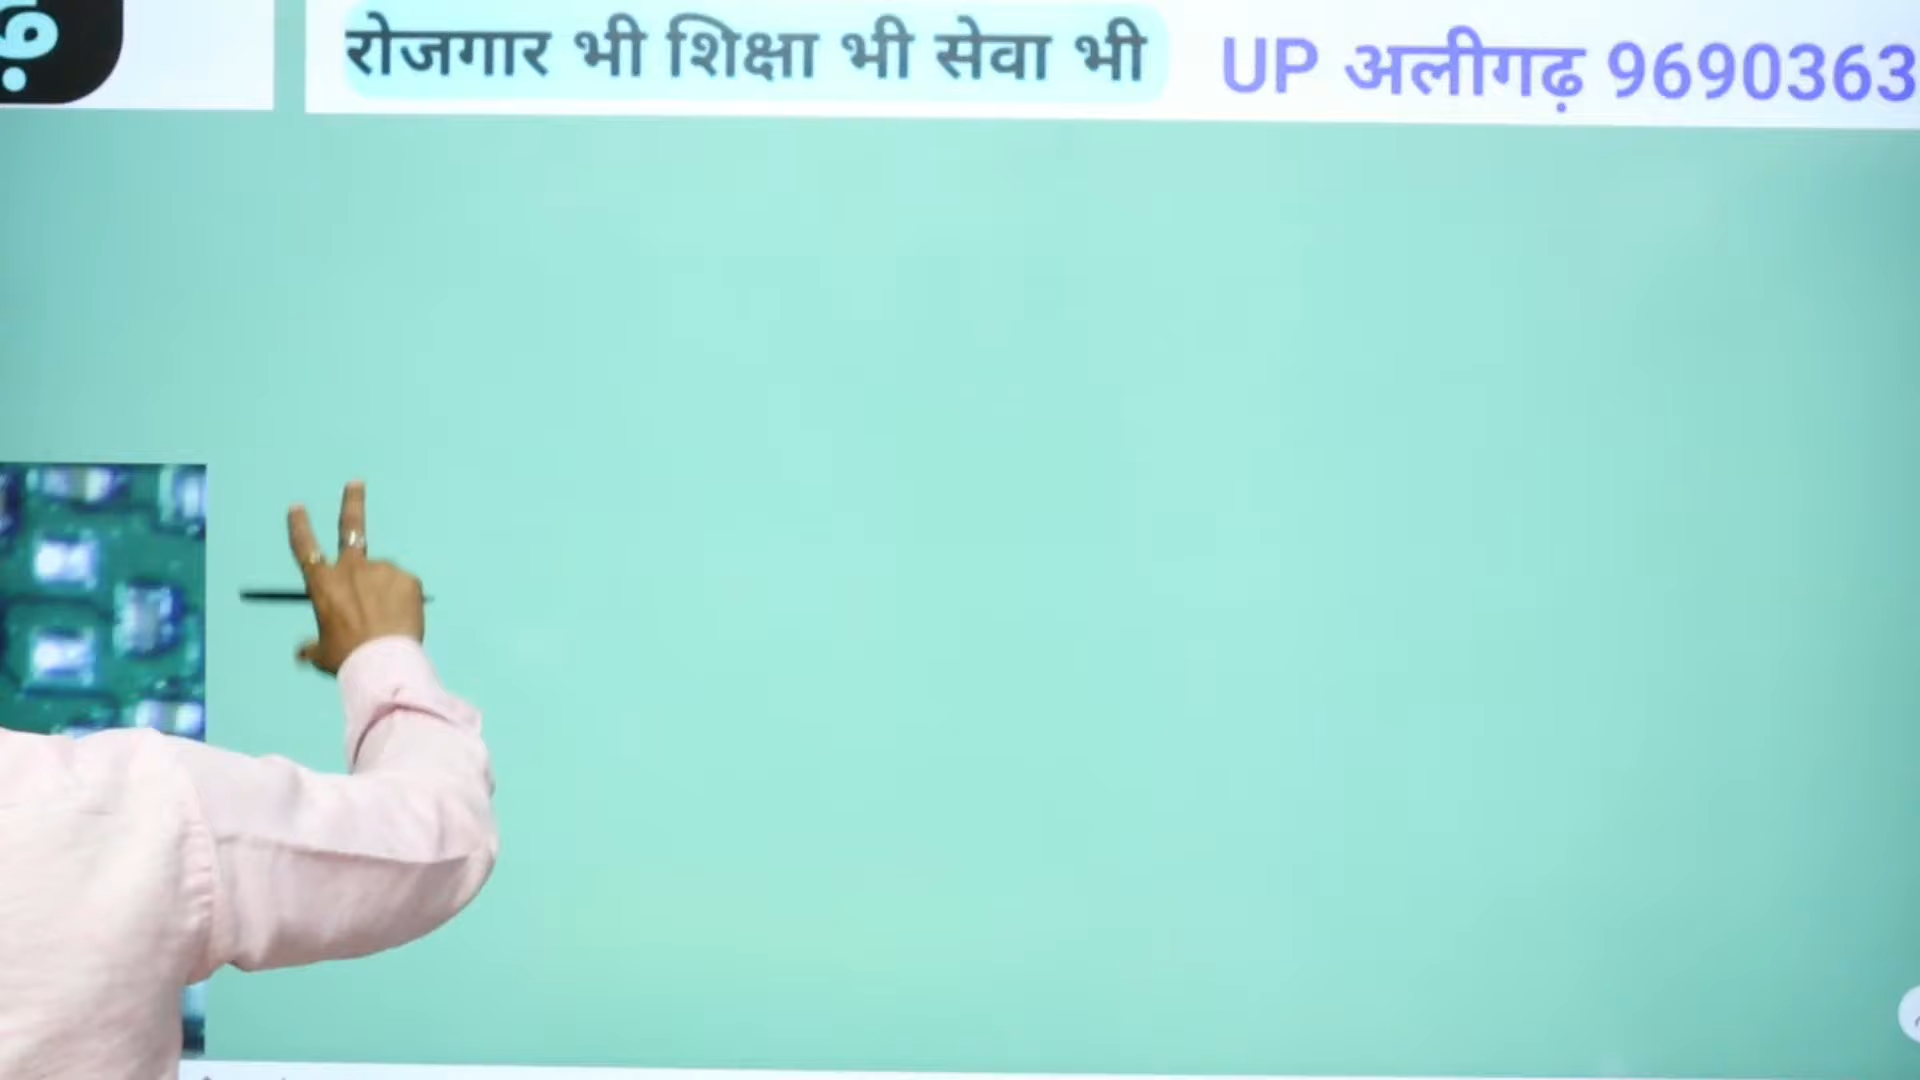 रोजगार भी शिक्षा भी सेवा भी UP अलीगढ़ 9690363